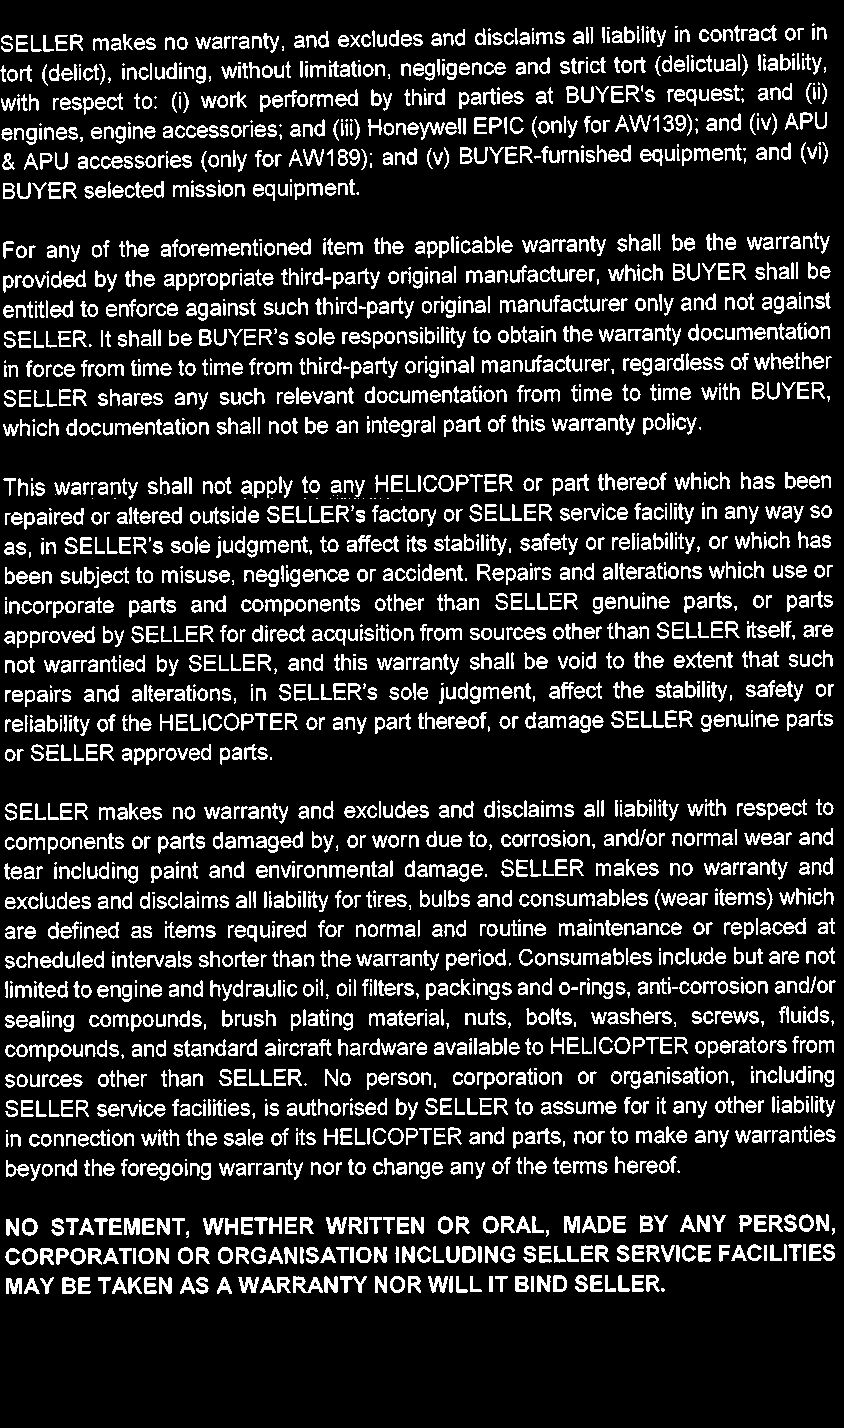 SELLER makes no warranty, and excludes and disclaims all liability in contract or in
tort (delict), including, without limitation, negligence and strict tort (delictual) liability,
with respect to: (i) work performed by third parties at BUYER's request; and (ii)
engines, engine accessories; and (iii) Honeywell EPIC (only for AW139); and (iv) APU
& APU accessories (only for AW189); and (v) BUYER-furnished equipment; and (vi)
BUYER selected mission equipment.

For any of the aforementioned item the applicable warranty shall be the warranty
provided by the appropriate third-party original manufacturer, which BUYER shall be
entitled to enforce against such third-party original manufacturer only and not against
SELLER. It shall be BUYER's sole responsibility to obtain the warranty documentation
in force from time to time from third-party original manufacturer, regardless of whether
SELLER shares any such relevant documentation from time to time with BUYER,
which documentation shall not be an integral part of this warranty policy.

This warranty shall not apply to any HELICOPTER or part thereof which has been
repaired or altered outside SELLER's factory or SELLER service facility in any way so
as, in SELLER's sole judgment, to affect its stability, safety or reliability, or which has
been subject to misuse, negligence or accident. Repairs and alterations which use or
incorporate parts and components other than SELLER genuine parts, or parts
approved by SELLER for direct acquisition from sources other than SELLER itself, are
not warrantied by SELLER, and this warranty shall be void to the extent that such
repairs and alterations, in SELLER's sole judgment, affect the stability, safety or
reliability of the HELICOPTER or any part thereof, or damage SELLER genuine parts
or SELLER approved parts.

SELLER makes no warranty and excludes and disclaims all liability with respect to
components or parts damaged by, or worn due to, corrosion, and/or normal wear and
tear including paint and environmental damage. SELLER makes no warranty and
excludes and disclaims all liability for tires, bulbs and consumables (wear items) which
are defined as items required for normal and routine maintenance or replaced at
scheduled intervals shorter than the warranty period. Consumables include but are not
limited to engine and hydraulic oil, oil filters, packings and o-rings, anti-corrosion and/or
sealing compounds, brush plating material, nuts, bolts, washers, screws, fluids,
compounds, and standard aircraft hardware available to HELICOPTER operators from
sources other than SELLER. No person, corporation or organisation, including
SELLER service facilities, is authorised by SELLER to assume for it any other liability
in connection with the sale of its HELICOPTER and parts, nor to make any warranties
beyond the foregoing warranty nor to change any of the terms hereof.

NO STATEMENT, WHETHER WRITTEN OR ORAL, MADE BY ANY PERSON,
CORPORATION OR ORGANISATION INCLUDING SELLER SERVICE FACILITIES
MAY BE TAKEN AS A WARRANTY NOR WILL IT BIND SELLER.